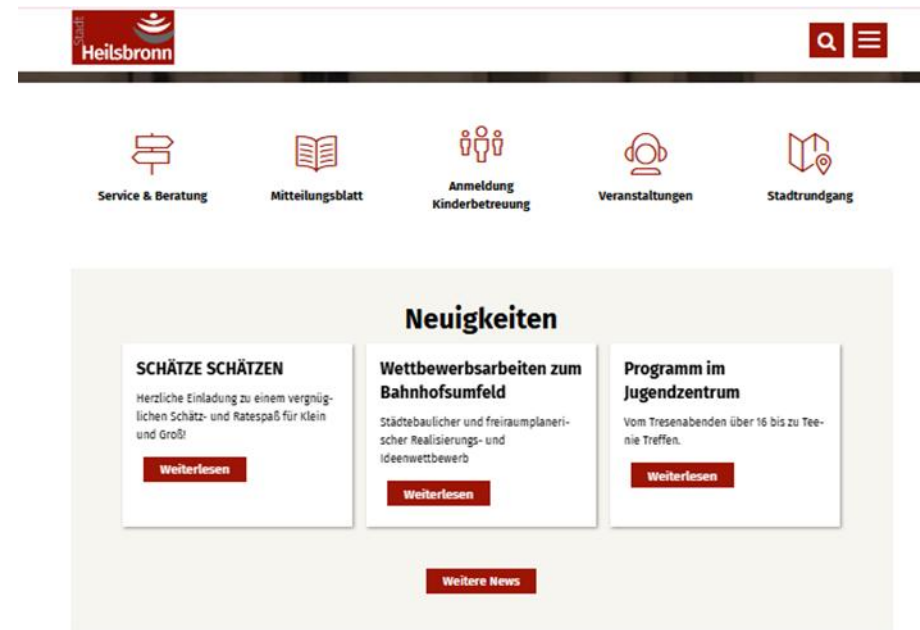 Stadt
Heilsbronn
Service & Beratung
Mitteilungsblatt
Anmeldung
Kinderbetreuung
Veranstaltungen
Stadtrundgang
Neuigkeiten
SCHÄTZE SCHÄTZEN
Herzliche Einladung zu einem vergnüg-
lichen Schätz- und Ratespaß für Klein
und Groß!
Weiterlesen
Wettbewerbsarbeiten zum
Bahnhofsumfeld
Städtebaulicher und freiraumplaneri-
scher Realisierungs- und
Ideenwettbewerb
Weiterlesen
Programm im
Jugendzentrum
Vom Tresenabenden über 16 bis zu Tee-
nie Treffen.
Weiterlesen
Weitere News